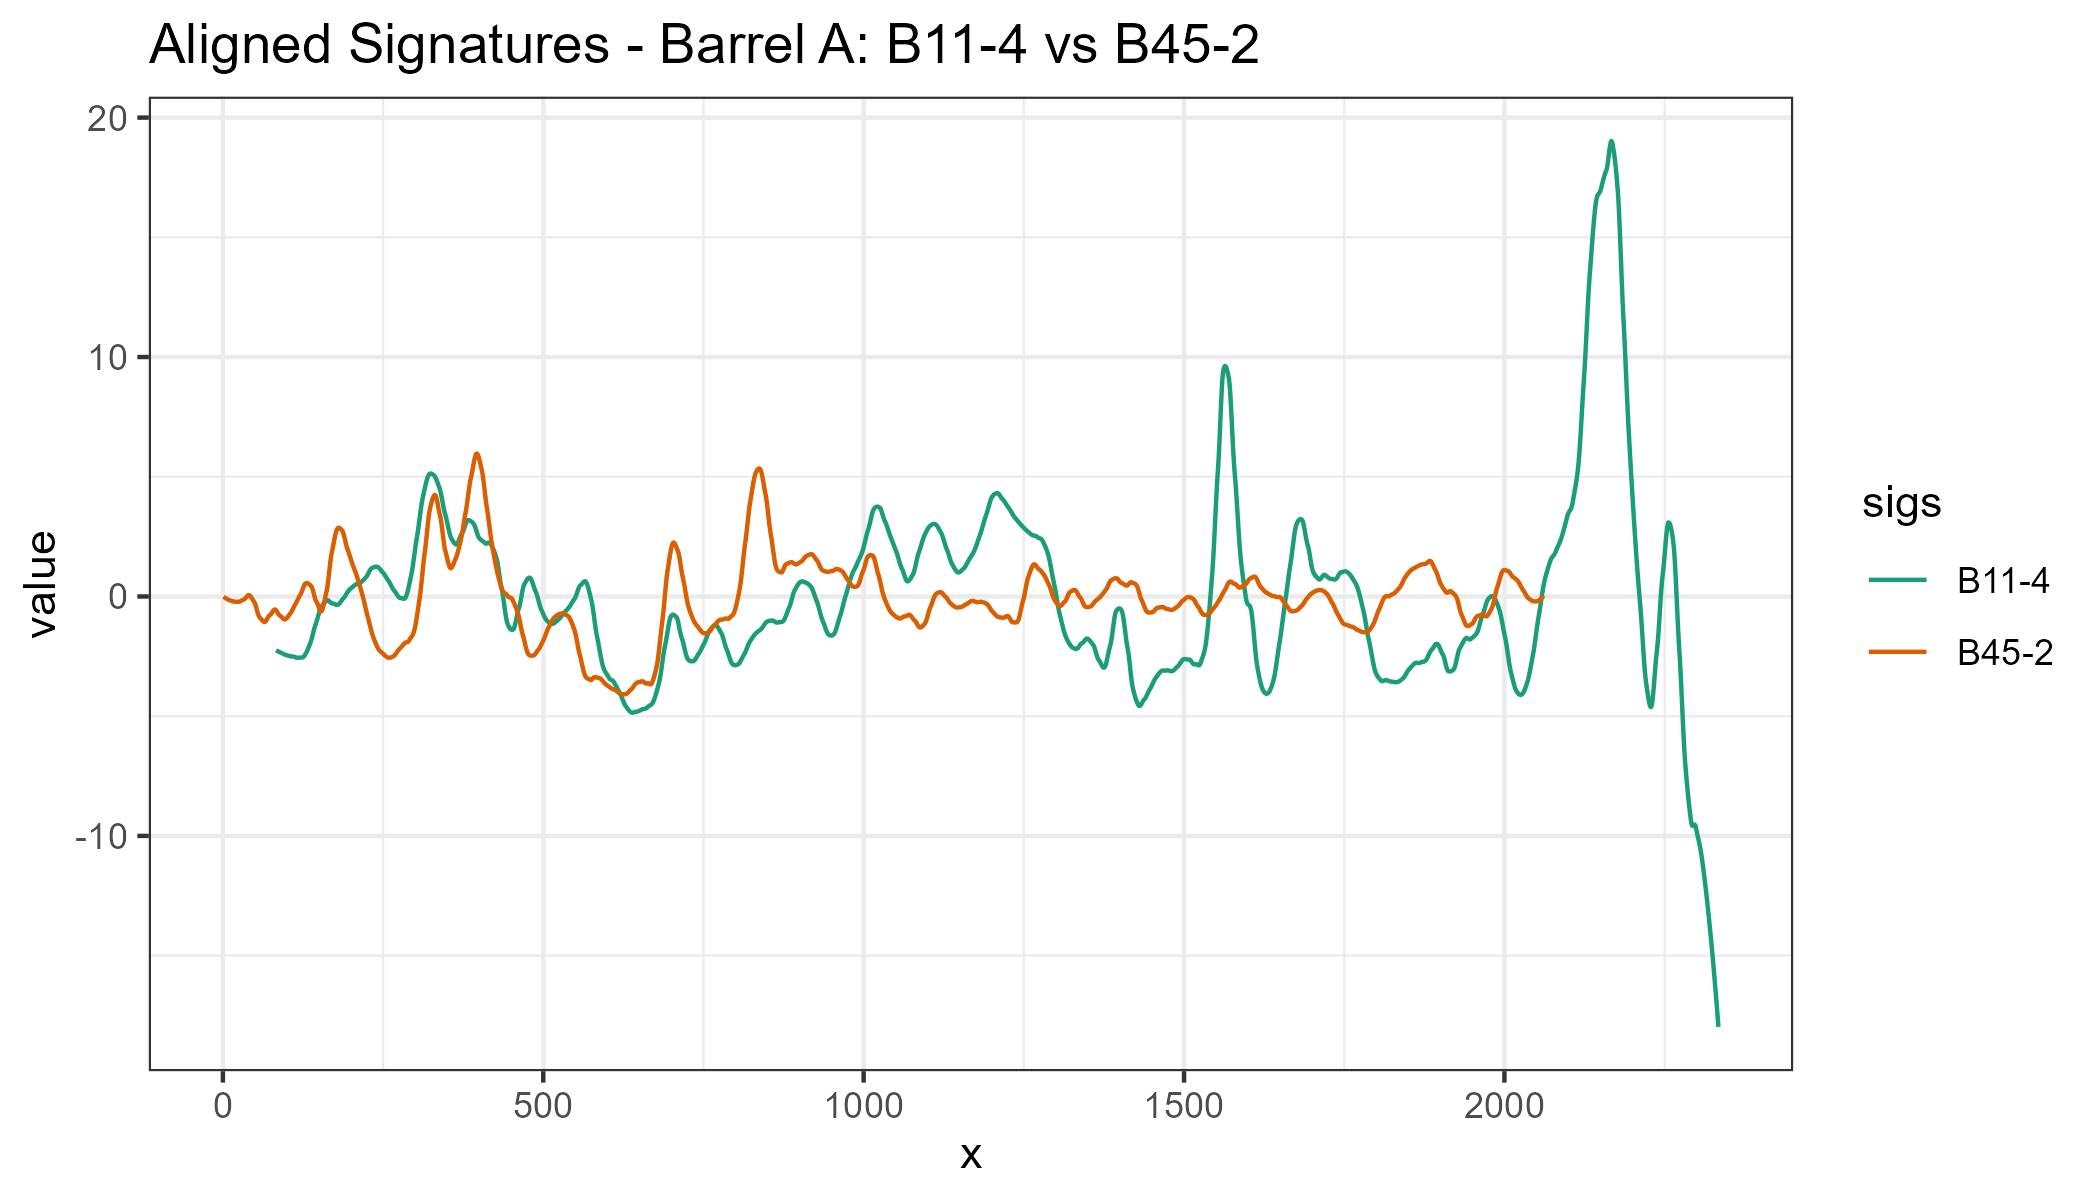 Aligned Signatures - Barrel A: B11-4 vs B45-2
20
10
0
-10
value
0 500 1000 1500 2000
x
sigs
B11-4
B45-2